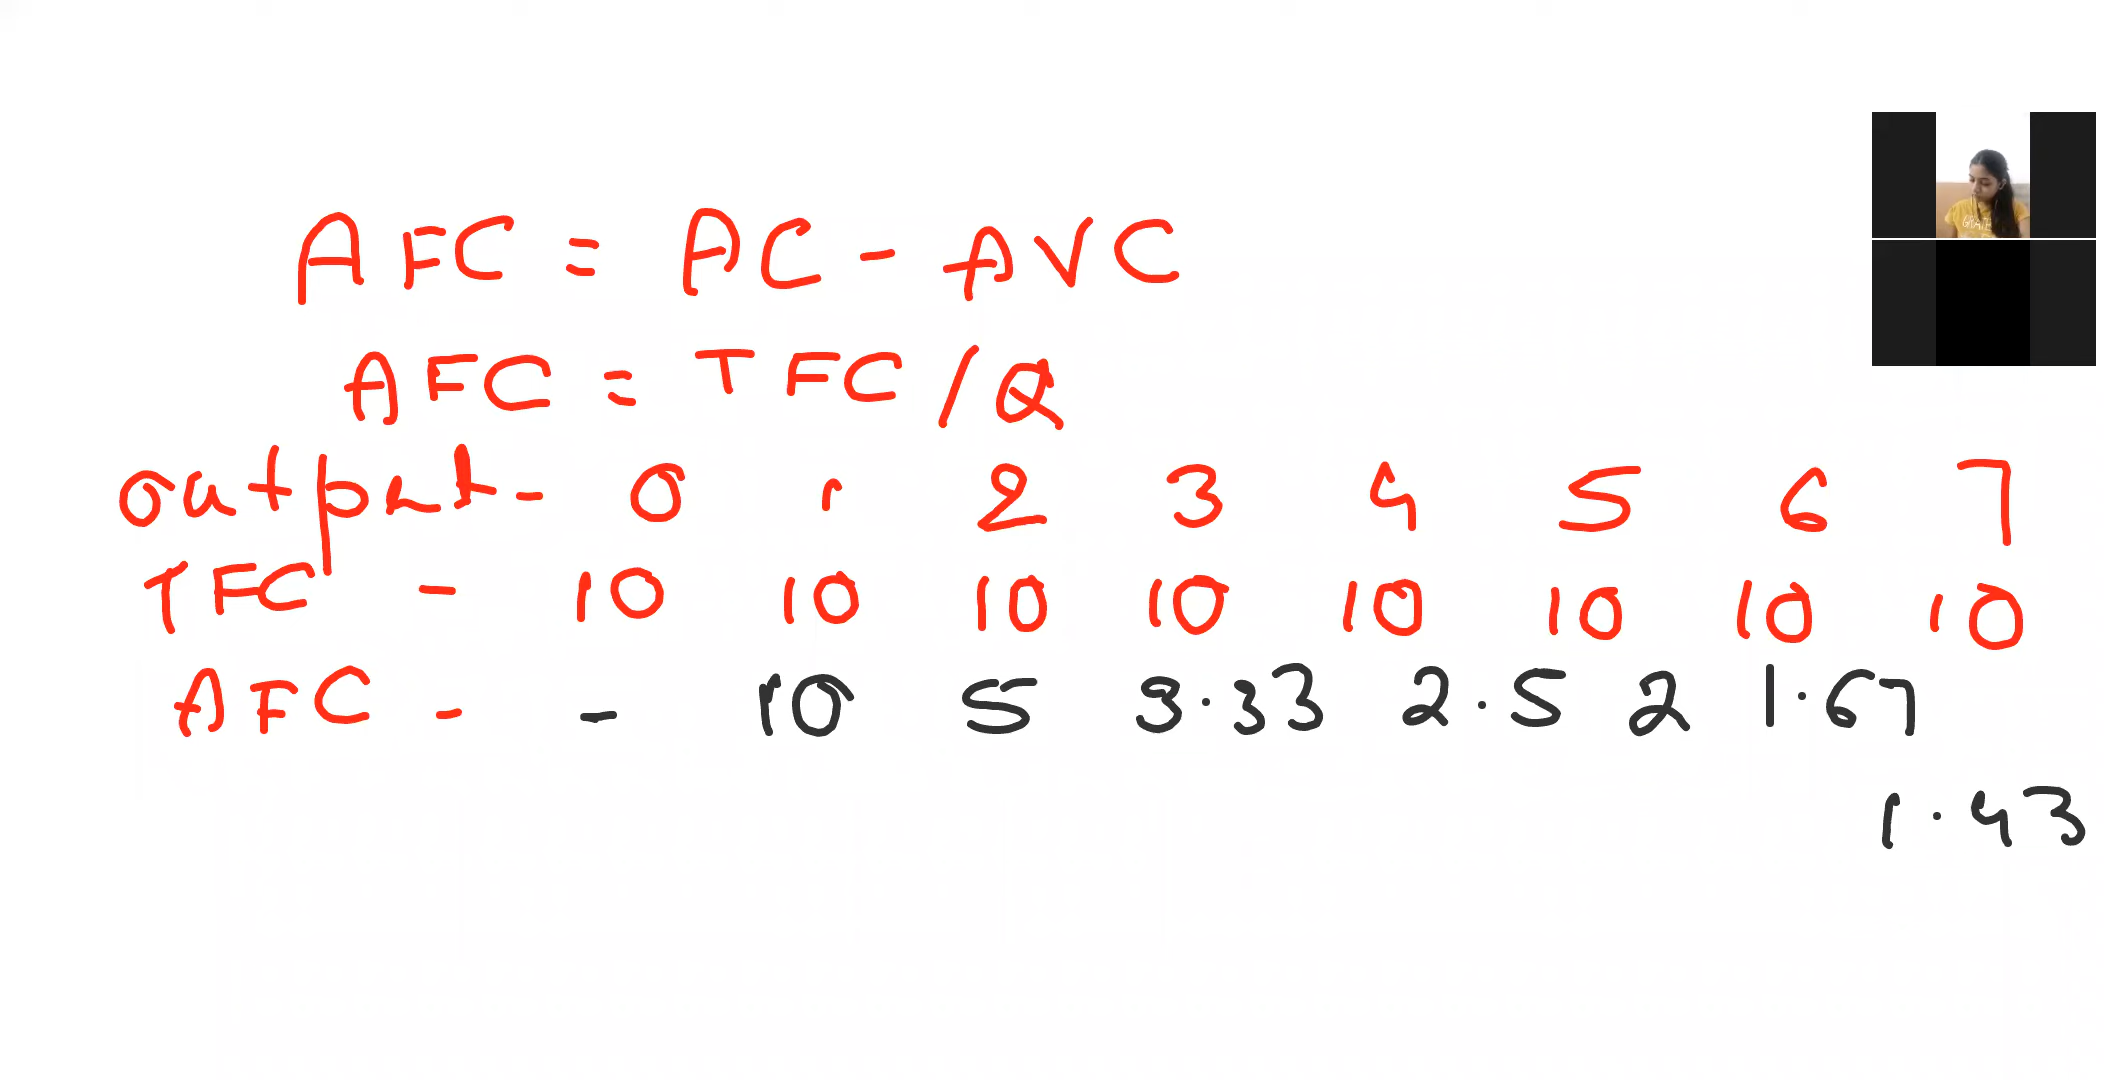 AFC = AC - AVC
AFC = TFC / Q
output - 0 1 2 3 4 5 6 7
TFC - 10 10 10 10 10 10 10 10
AFC - - 10 5 3.33 2.5 2 1.67
1.43